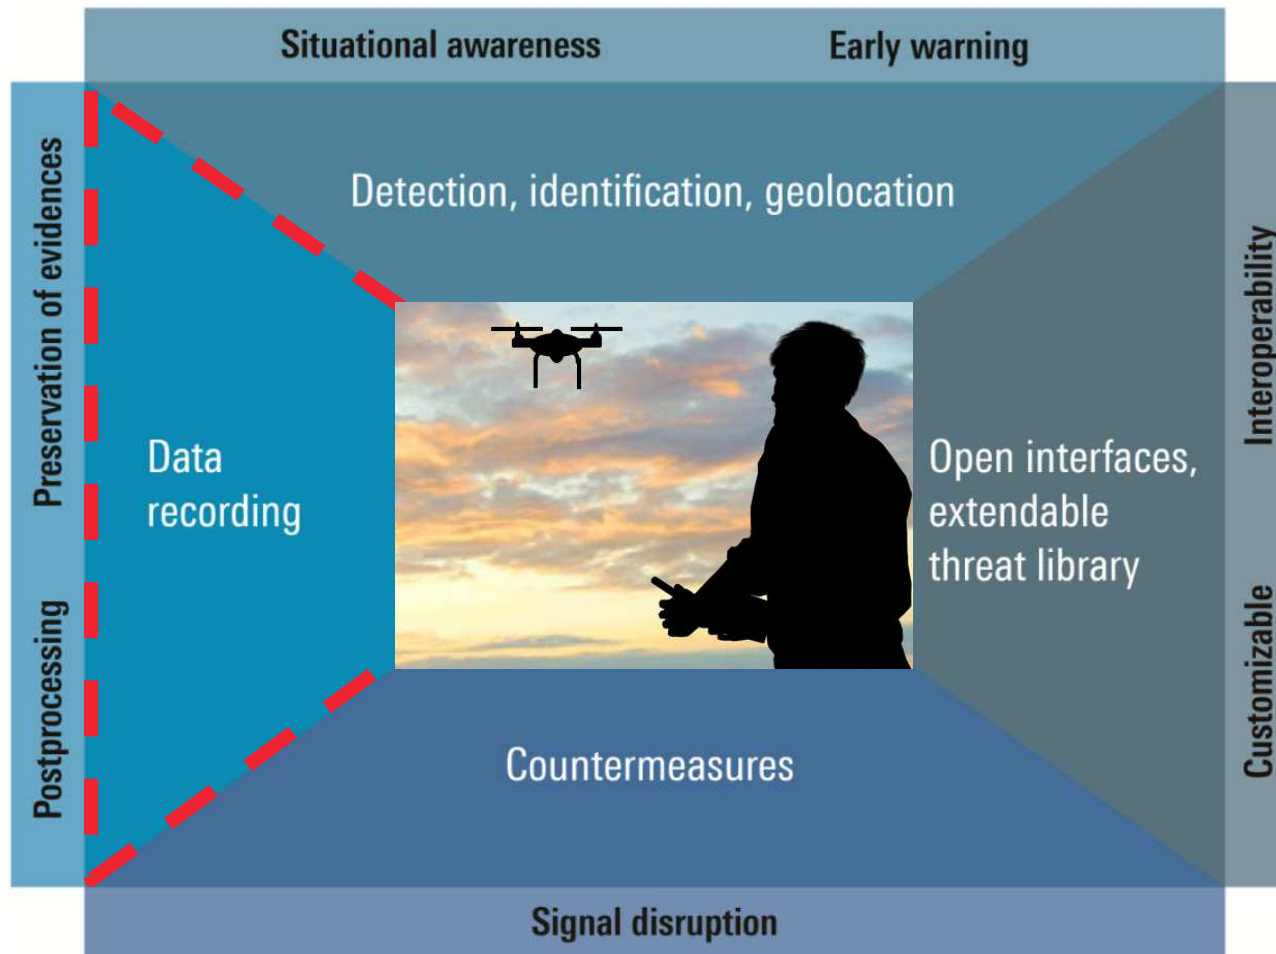 Situational awareness
Early warning
Detection, identification, geolocation
Preservation of evidences
Postprocessing
Data
recording
Open interfaces,
extendable
threat library
Interoperability
Customizable
Countermeasures
Signal disruption